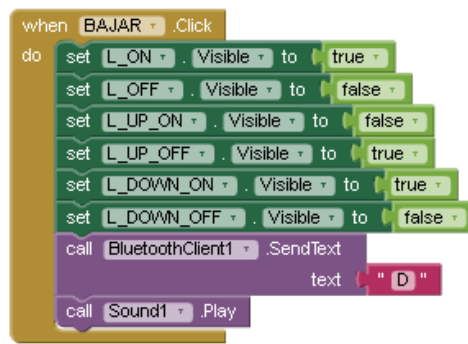 when BAJAR .Click
do set L_ON . Visible to true
set L_OFF . Visible to false
set L_UP_ON . Visible to false
set L_UP_OFF . Visible to true
set L_DOWN_ON . Visible to true
set L_DOWN_OFF . Visible to false
call BluetoothClient1 .SendText
text " D "
call Sound1 .Play